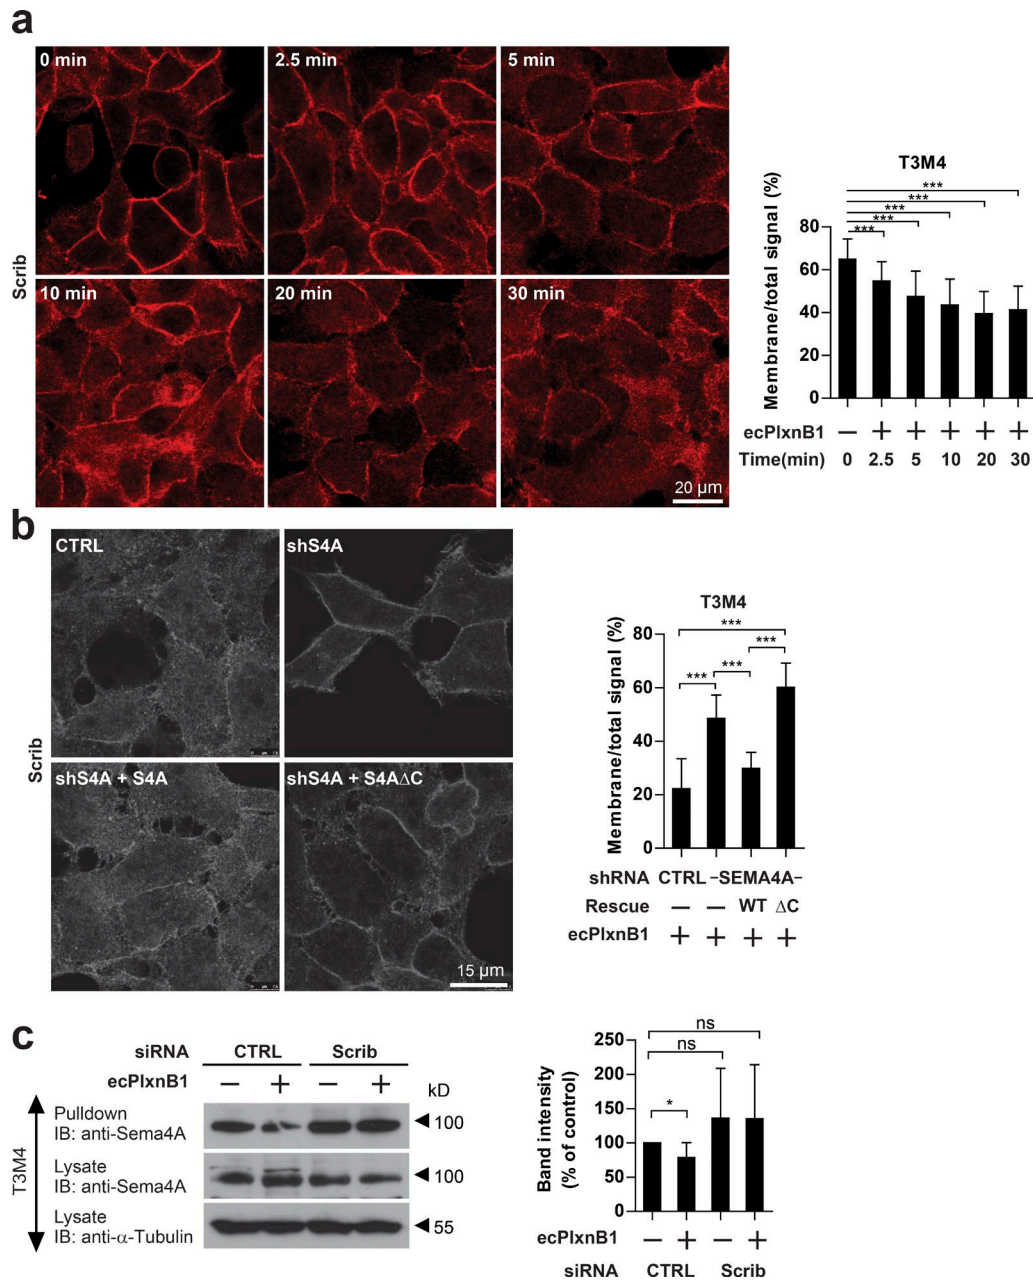 a
Scrib
0 min
2.5 min
5 min
10 min
20 min
30 min
20 µm
T3M4
Membrane/total signal (%)
*** 
***
***
***
***
80
60
40
20
0
ecPlxnB1 – + + + + +
Time(min) 0 2.5 5 10 20 30
b
Scrib
CTRL
shS4A
shS4A + S4A
shS4A + S4AΔC
15 µm
T3M4
Membrane/total signal (%)
***
***
***
***
80
60
40
20
0
shRNA CTRL –SEMA4A–
Rescue – – WT ΔC
ecPlxnB1 + + + +
c
siRNA CTRL Scrib
ecPlxnB1 – + – + kD
T3M4
Pulldown
IB: anti-Sema4A
100
Lysate
IB: anti-Sema4A
100
Lysate
IB: anti-α-Tubulin
55
Band intensity
(% of control)
ns
ns
*
250
200
150
100
50
0
ecPlxnB1 – + – +
siRNA CTRL Scrib